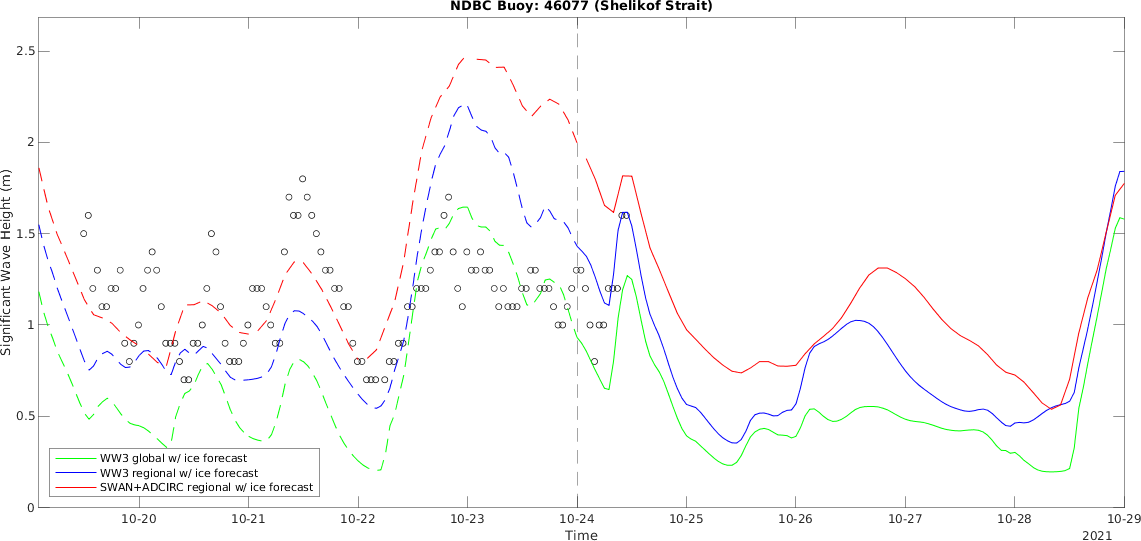 NDBC Buoy: 46077 (Shelikof Strait)
Significant Wave Height (m)
2.5
2
1.5
1
0.5
0
WW3 global w/ ice forecast
WW3 regional w/ ice forecast
SWAN+ADCIRC regional w/ ice forecast
10-20 10-21 10-22 10-23 10-24 10-25 10-26 10-27 10-28 10-29
Time
2021